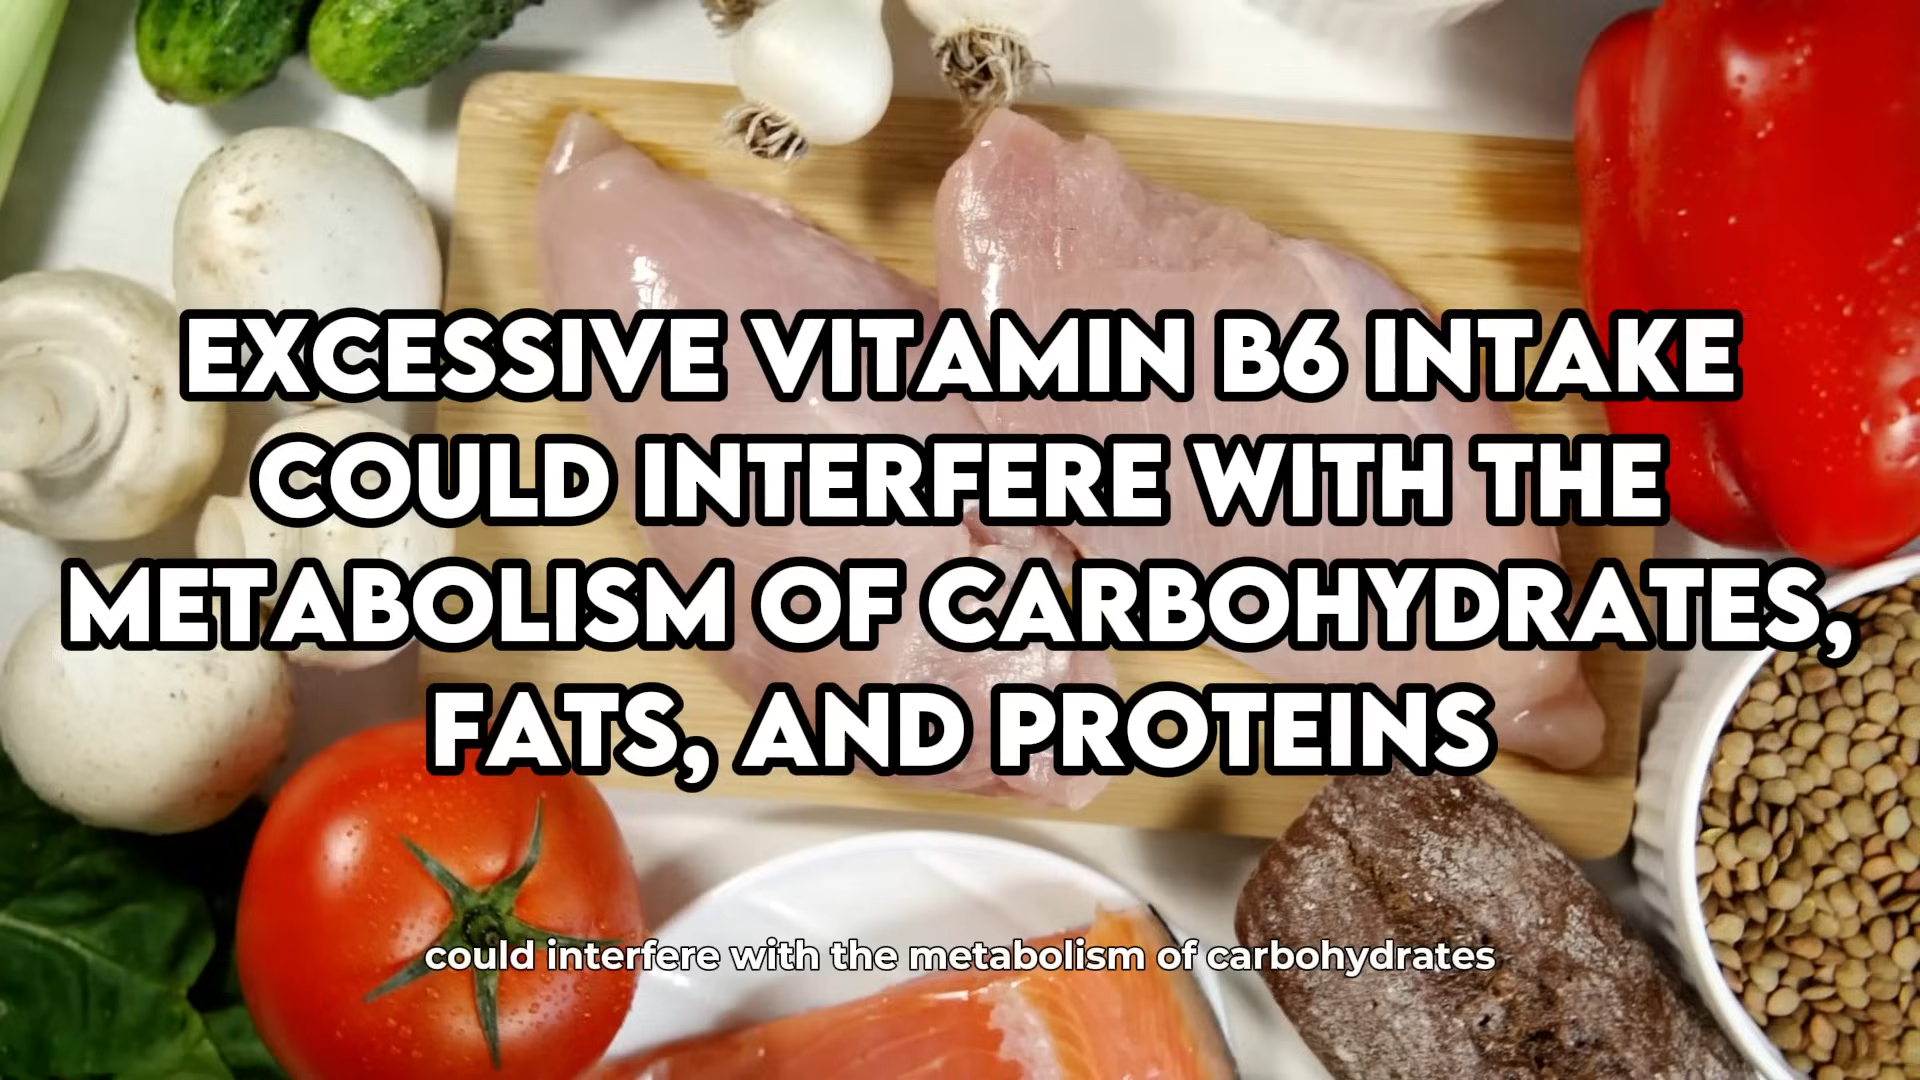 EXCESSIVE VITAMIN B6 INTAKE
COULD INTERFERE WITH THE
METABOLISM OF CARBOHYDRATES,
FATS, AND PROTEINS
could interfere with the metabolism of carbohydrates